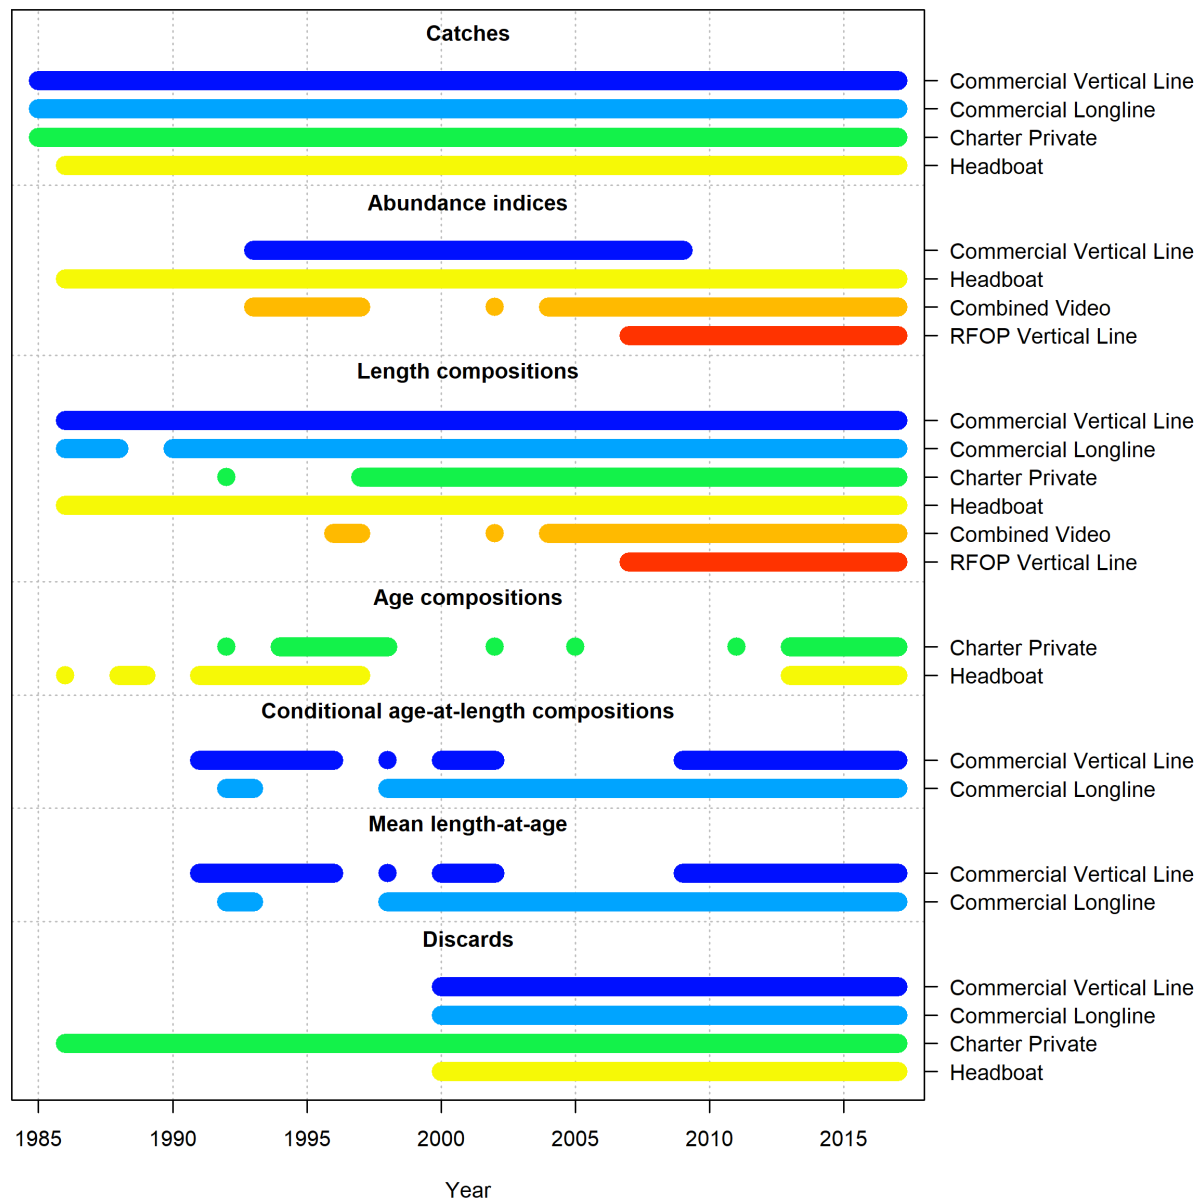 Catches
Commercial Vertical Line
Commercial Longline
Charter Private
Headboat
Abundance indices
Commercial Vertical Line
Headboat
Combined Video
RFOP Vertical Line
Length compositions
Commercial Vertical Line
Commercial Longline
Charter Private
Headboat
Combined Video
RFOP Vertical Line
Age compositions
Charter Private
Headboat
Conditional age-at-length compositions
Commercial Vertical Line
Commercial Longline
Mean length-at-age
Commercial Vertical Line
Commercial Longline
Discards
Commercial Vertical Line
Commercial Longline
Charter Private
Headboat
1985 1990 1995 2000 2005 2010 2015
Year